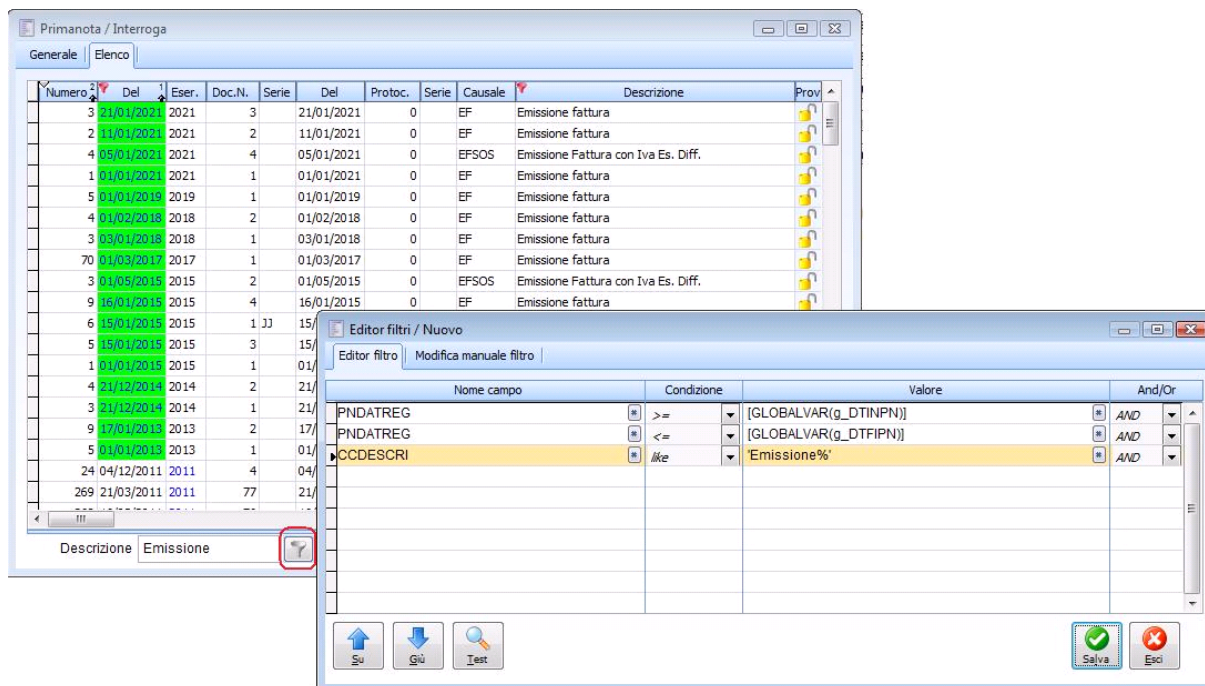 Primanota / Interroga
Generale Elenco
Numero 2 Del 1 Eser. Doc.N. Serie Del Protoc. Serie Causale Descrizione Prov
3 21/01/2021 2021 3 21/01/2021 0 EF Emissione fattura
2 11/01/2021 2021 2 11/01/2021 0 EF Emissione fattura
4 05/01/2021 2021 4 05/01/2021 0 EFSOS Emissione Fattura con Iva Es. Diff.
1 01/01/2021 2021 1 01/01/2021 0 EF Emissione fattura
5 01/01/2019 2019 1 01/01/2019 0 EF Emissione fattura
4 01/02/2018 2018 2 01/02/2018 0 EF Emissione fattura
3 03/01/2018 2018 1 03/01/2018 0 EF Emissione fattura
70 01/03/2017 2017 1 01/03/2017 0 EF Emissione fattura
3 01/05/2015 2015 2 01/05/2015 0 EFSOS Emissione Fattura con Iva Es. Diff.
9 16/01/2015 2015 4 16/01/2015 0 EF Emissione fattura
6 15/01/2015 2015 1 JJ 15/
5 15/01/2015 2015 3 15/
1 01/01/2015 2015 1 01/
4 21/12/2014 2014 2 21/
3 21/12/2014 2014 1 21/
9 17/01/2013 2013 2 17/
5 01/01/2013 2013 1 01/
24 04/12/2011 2011 4 04/
269 21/03/2011 2011 77 21/
Descrizione Emissione
Editor filtri / Nuovo
Editor filtro Modifica manuale filtro
Nome campo Condizione Valore And/Or
PNDATREG >= [GLOBALVAR(g_DTINPN)] AND
PNDATREG <= [GLOBALVAR(g_DTFIPN)] AND
CCDESCRI like 'Emissione%' AND
Su Giù Test Salva Esci